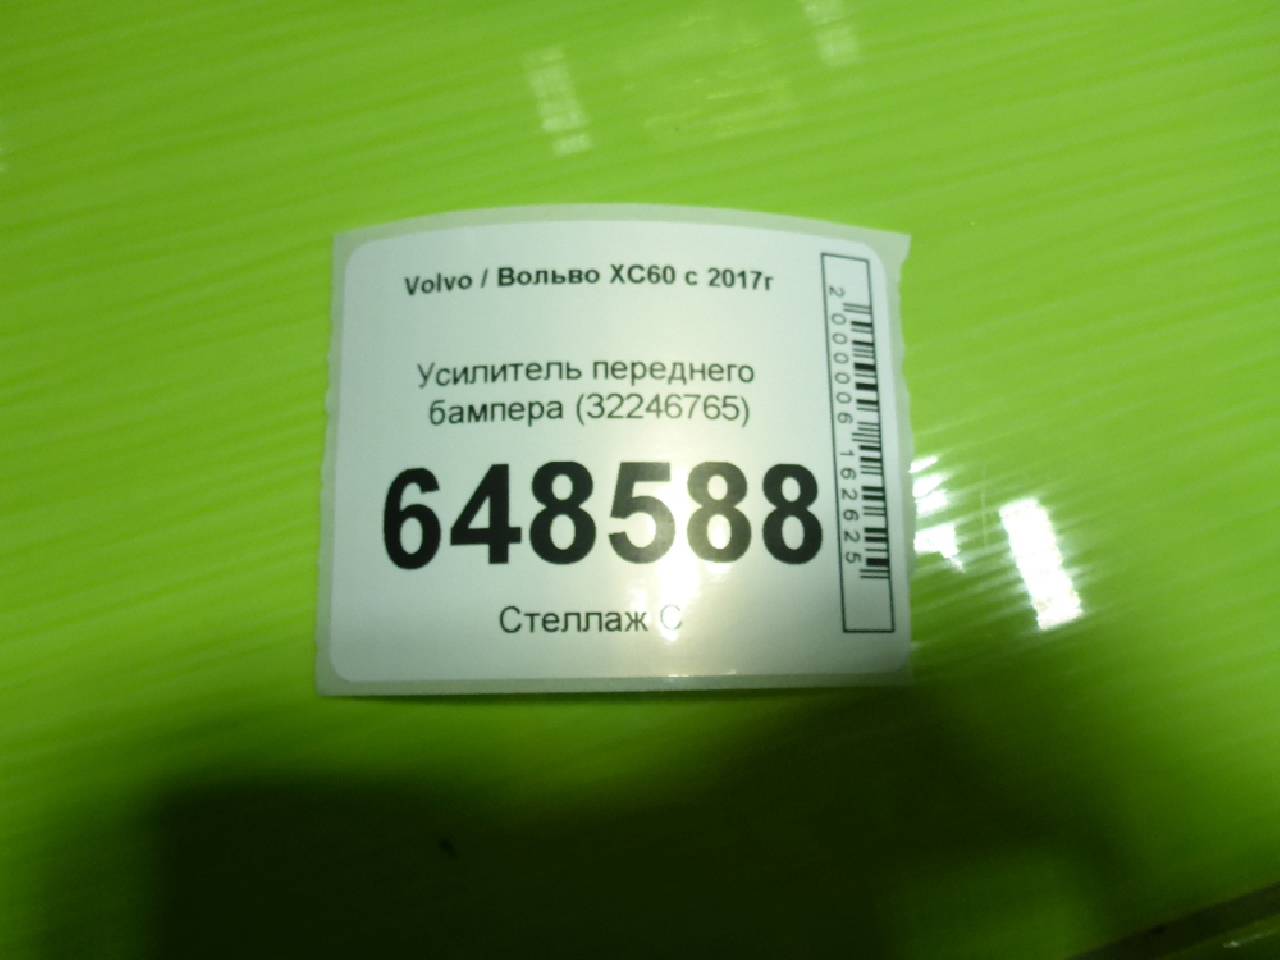 Volvo / Вольво XC60 с 2017г
Усилитель переднего
бампера (32246765)
648588
Стеллаж С
2000006162625